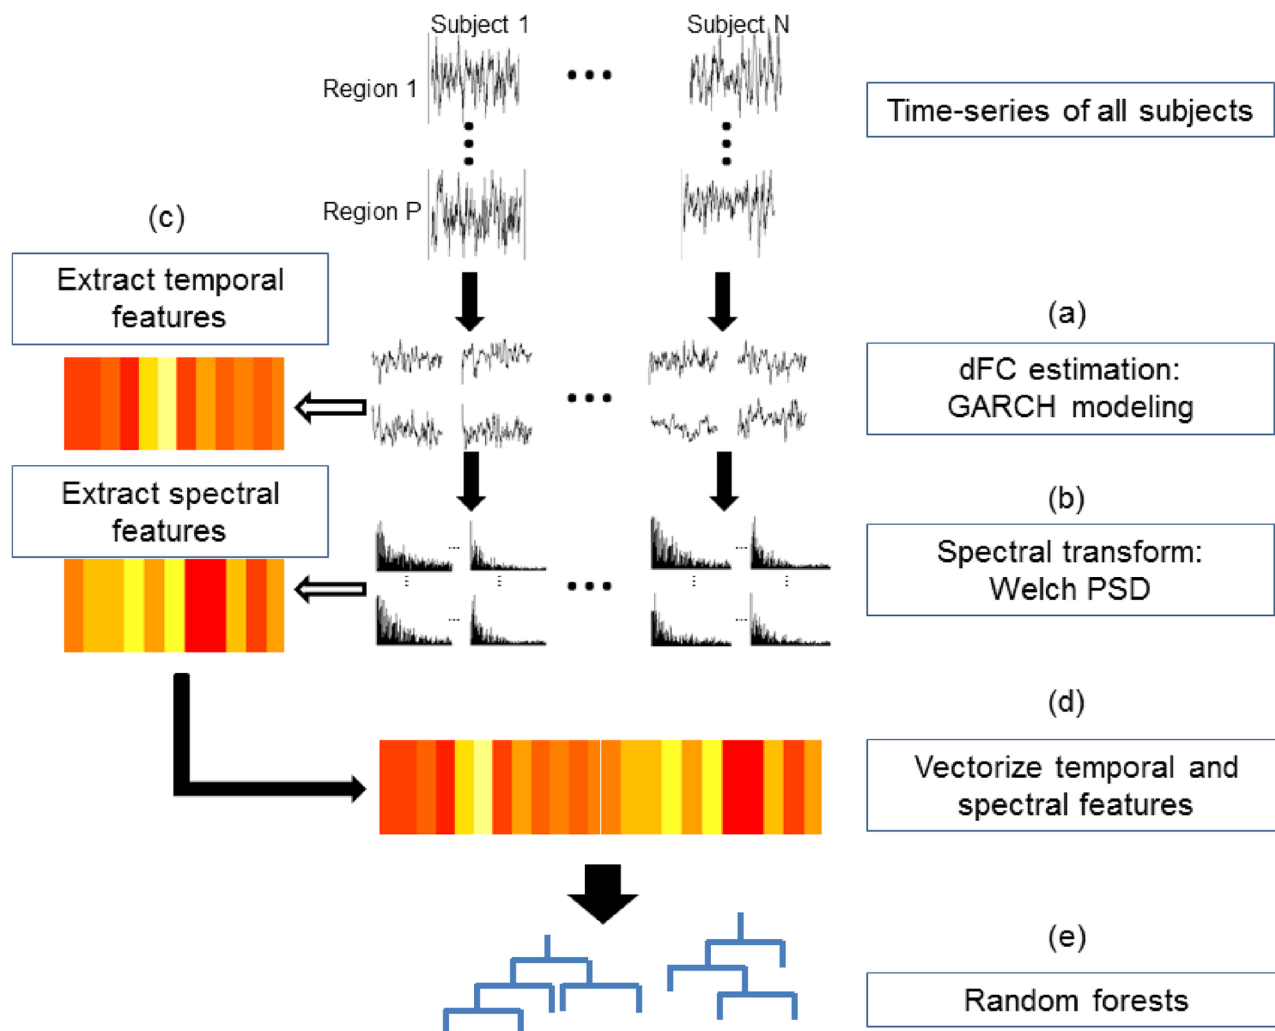 Subject 1
Subject N
Region 1
Time-series of all subjects
Region P
(c)
Extract temporal
features
(a)
dFC estimation:
GARCH modeling
Extract spectral
features
(b)
Spectral transform:
Welch PSD
(d)
Vectorize temporal and
spectral features
(e)
Random forests